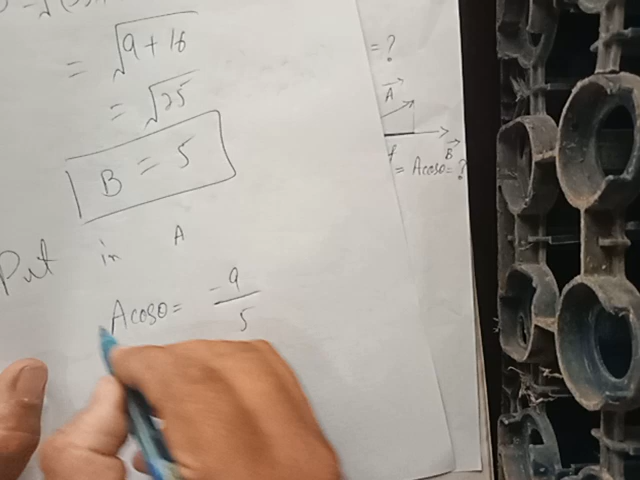 = √9 + 16
= √25
B = 5
Put in A
Acosθ = -9/5
= ?
A
B
= Acosθ = ?